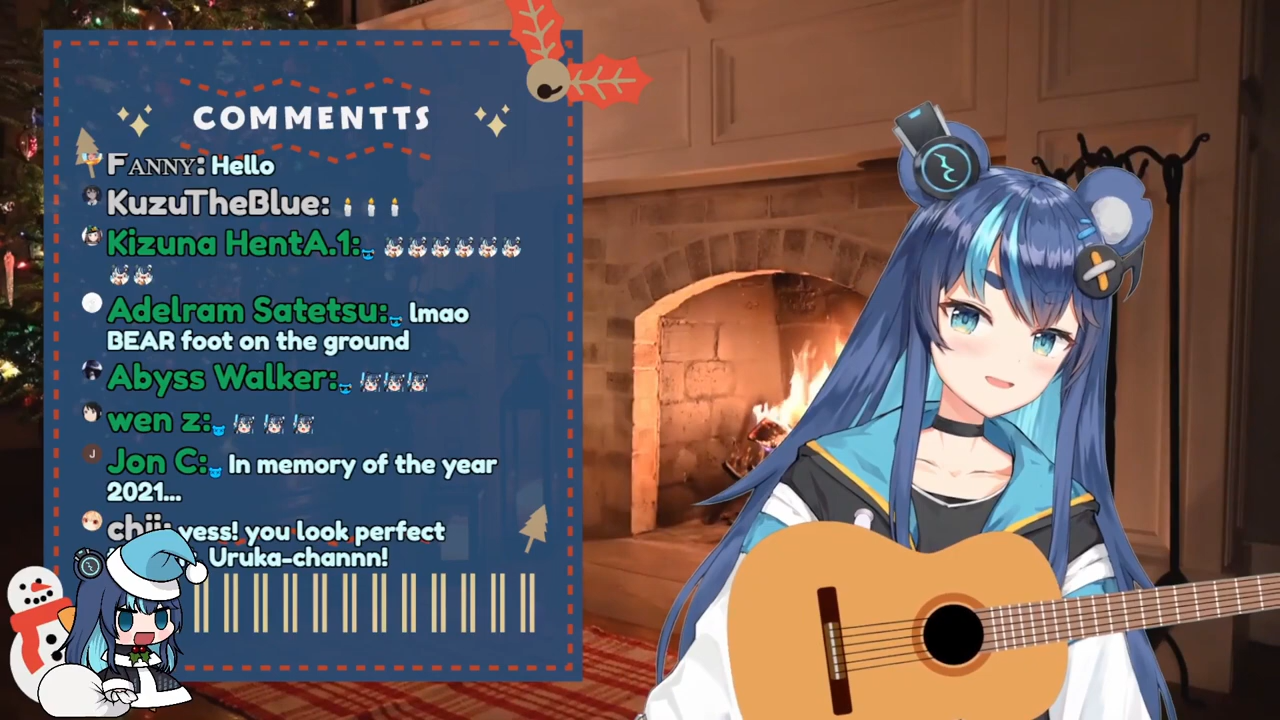 COMMENTTS
FANNY: Hello
KuzuTheBlue:
Kizuna HentA.1:
Adelram Satetsu: lmao
BEAR foot on the ground
Abyss Walker:
wen z:
J
Jon C: In memory of the year
2021...
chii: yess! you look perfect
Uruka-channn!